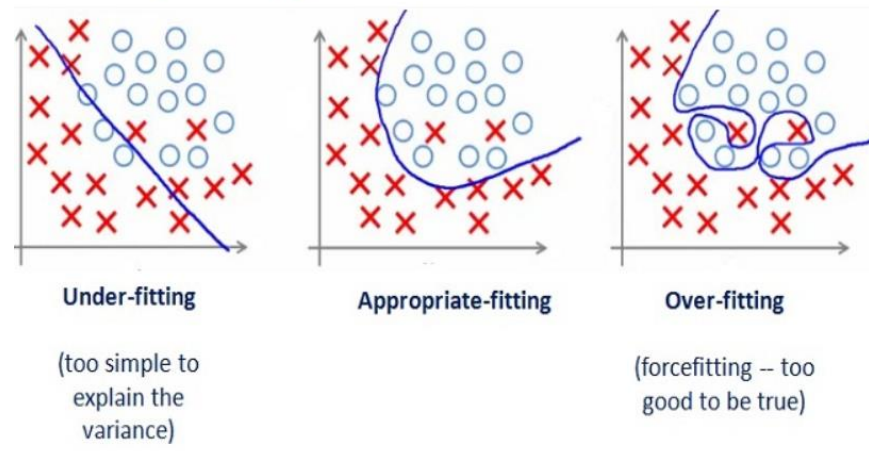 Under-fitting
Appropriate-fitting
Over-fitting
(too simple to
explain the
variance)
(forcefitting -- too
good to be true)